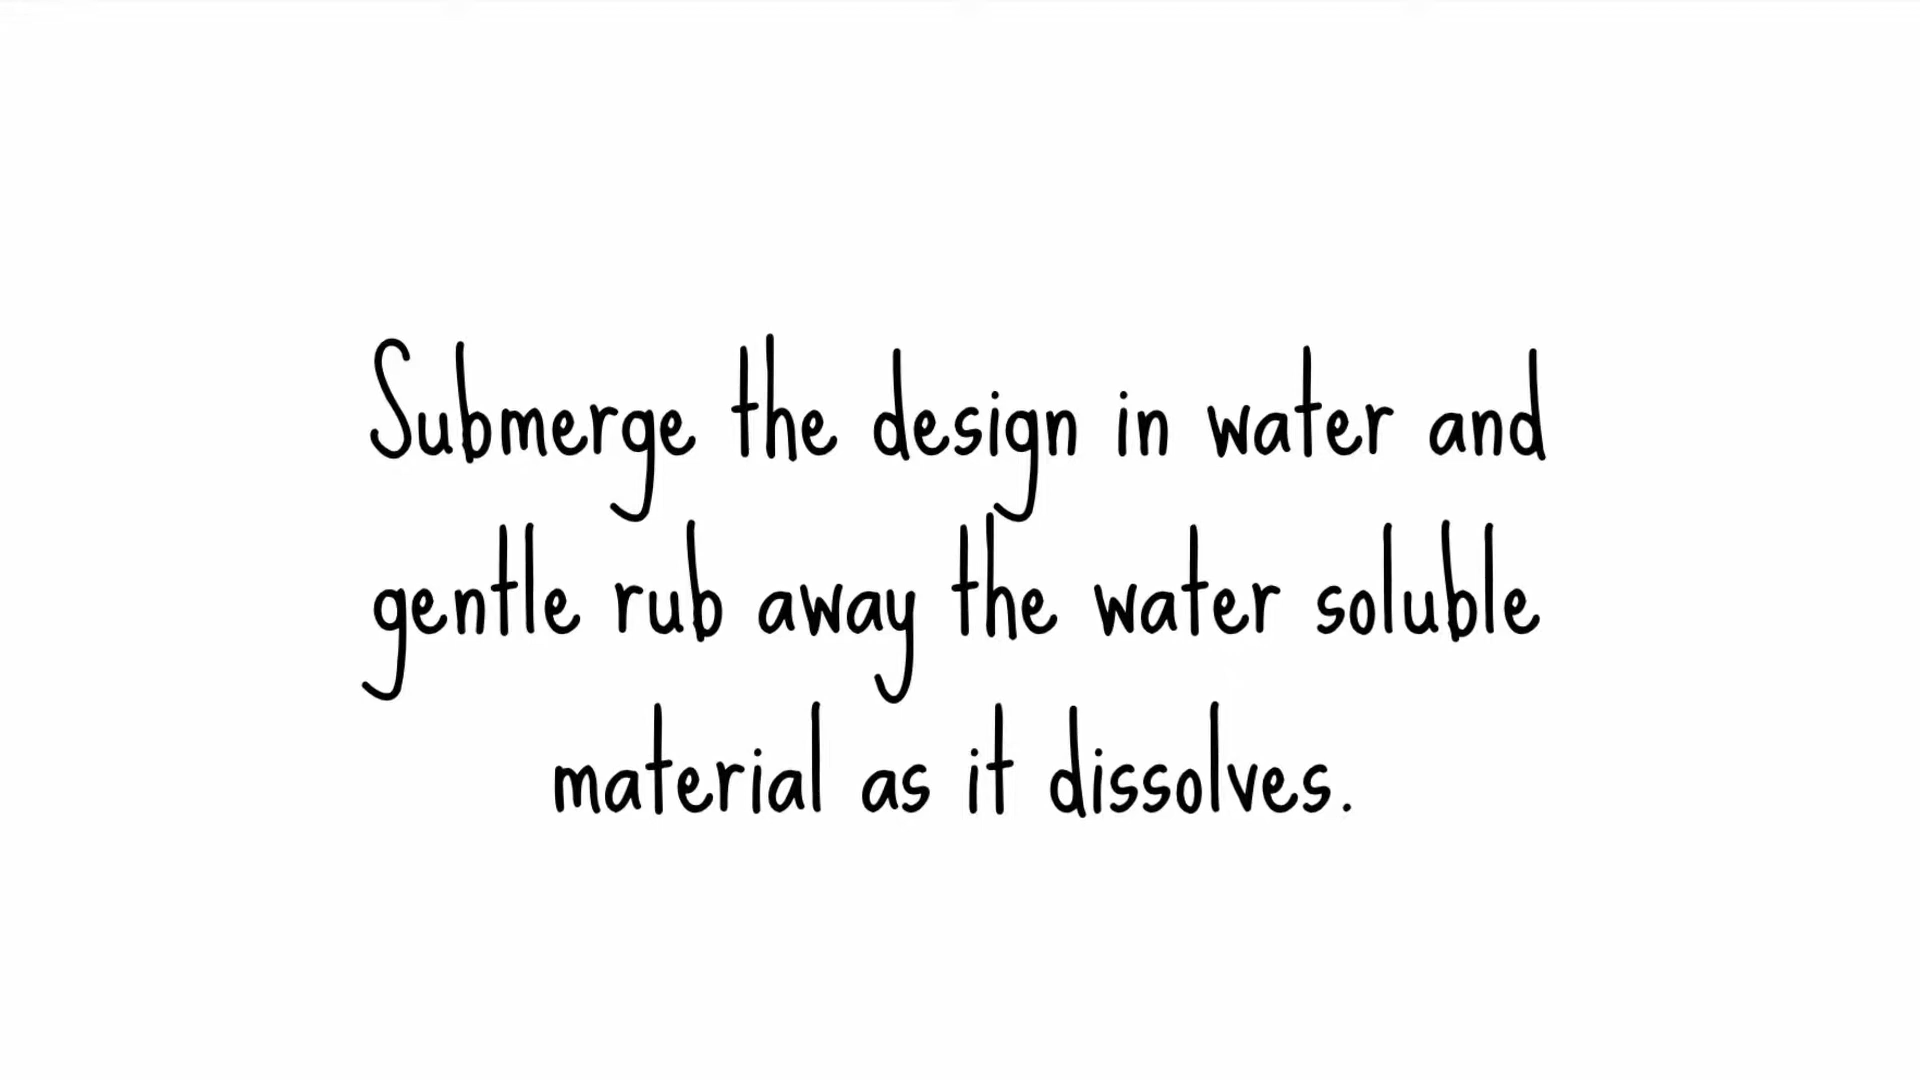 Submerge the design in water and
gentle rub away the water soluble
material as it dissolves.